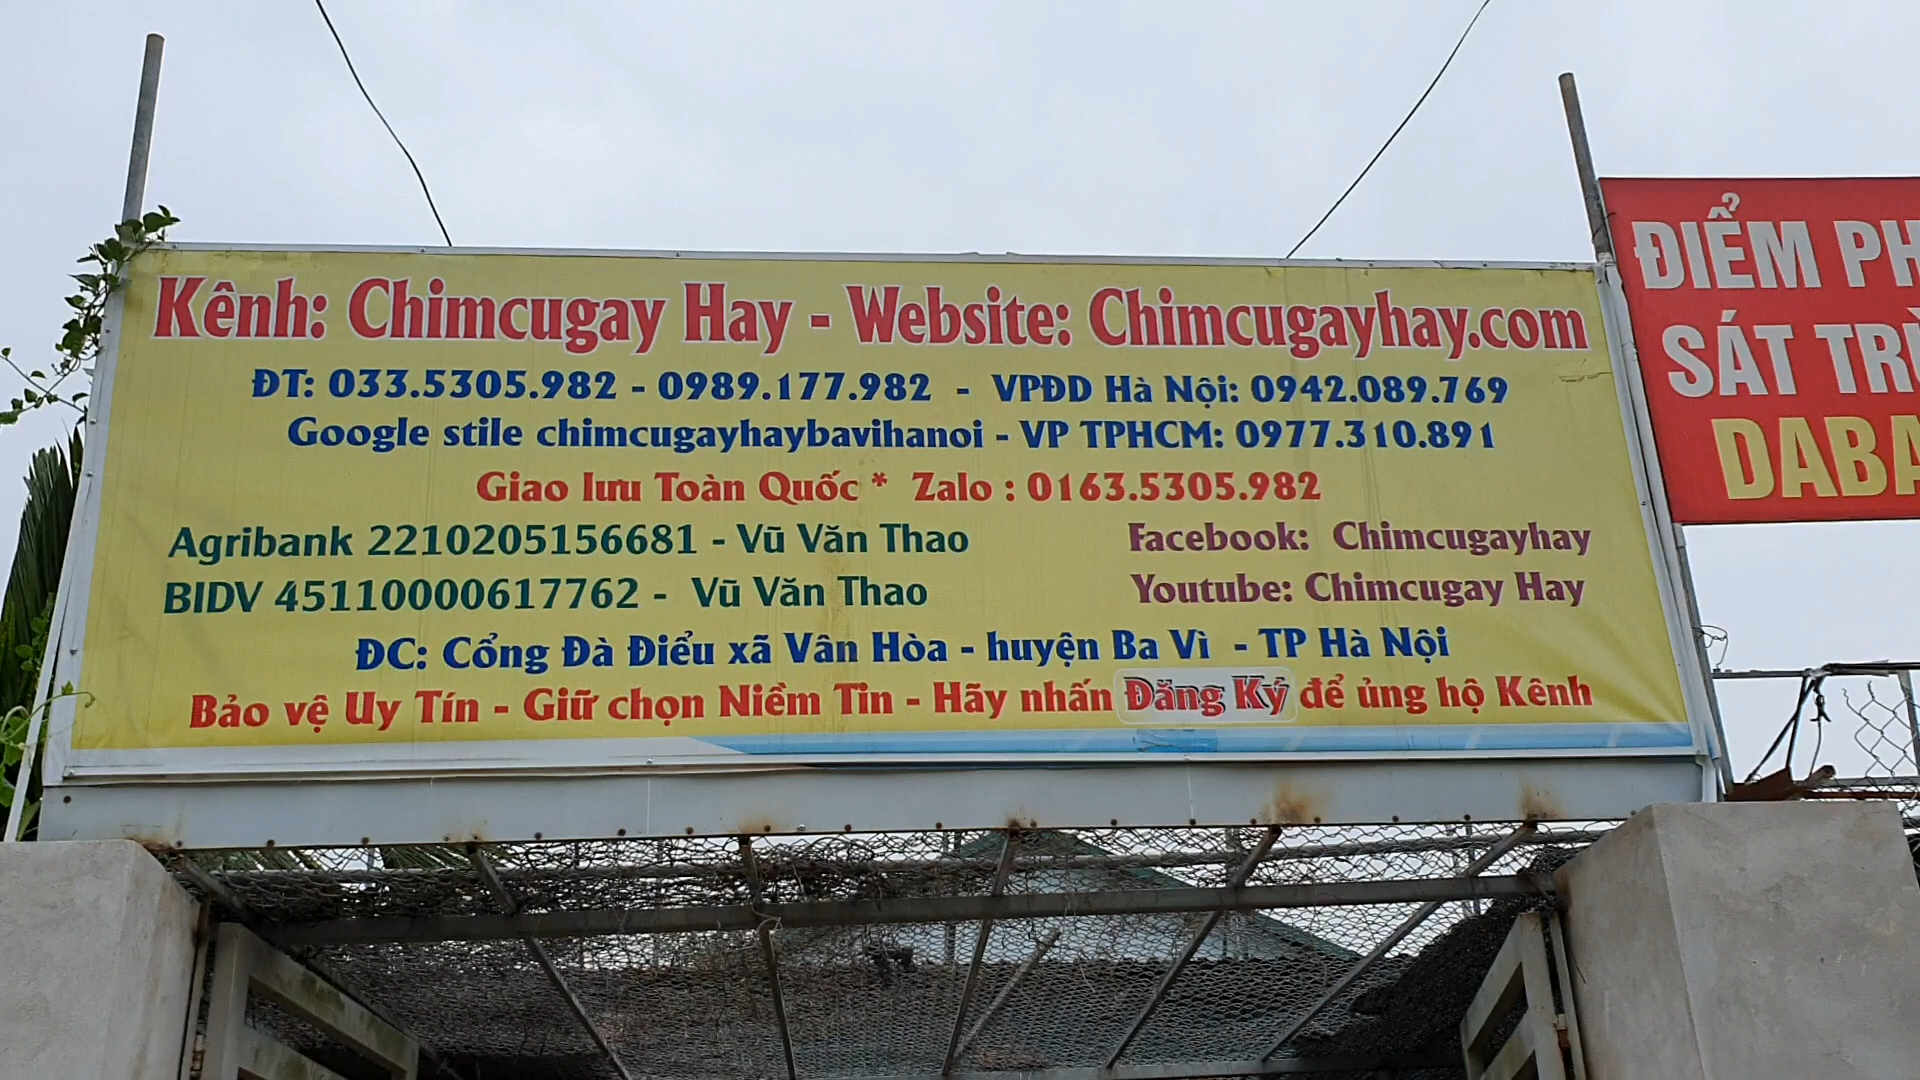 Kênh: Chimcugay Hay - Website: Chimcugayhay.com
ĐT: 033.5305.982 - 0989.177.982 - VPĐD Hà Nội: 0942.089.769
Google stile chimcugayhaybavihanoi - VP TPHCM: 0977.310.891
Giao lưu Toàn Quốc * Zalo : 0163.5305.982
Agribank 2210205156681 - Vũ Văn Thao
Facebook: Chimcugayhay
BIDV 45110000617762 - Vũ Văn Thao
Youtube: Chimcugay Hay
ĐC: Cổng Đà Điểu xã Vân Hòa - huyện Ba Vì - TP Hà Nội
Bảo vệ Uy Tín - Giữ chọn Niềm Tin - Hãy nhấn Đăng Ký để ủng hộ Kênh
ĐIỂM
SÁT